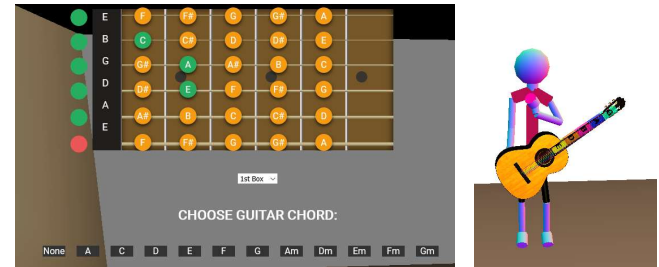 E F F# G G# A
B C C# D D# E
G G# A A# B C
D D# E F F# G
A A# B C C# D
E F F# G G# A
1st Box
CHOOSE GUITAR CHORD:
None A C D E F G Am Dm Em Fm Gm